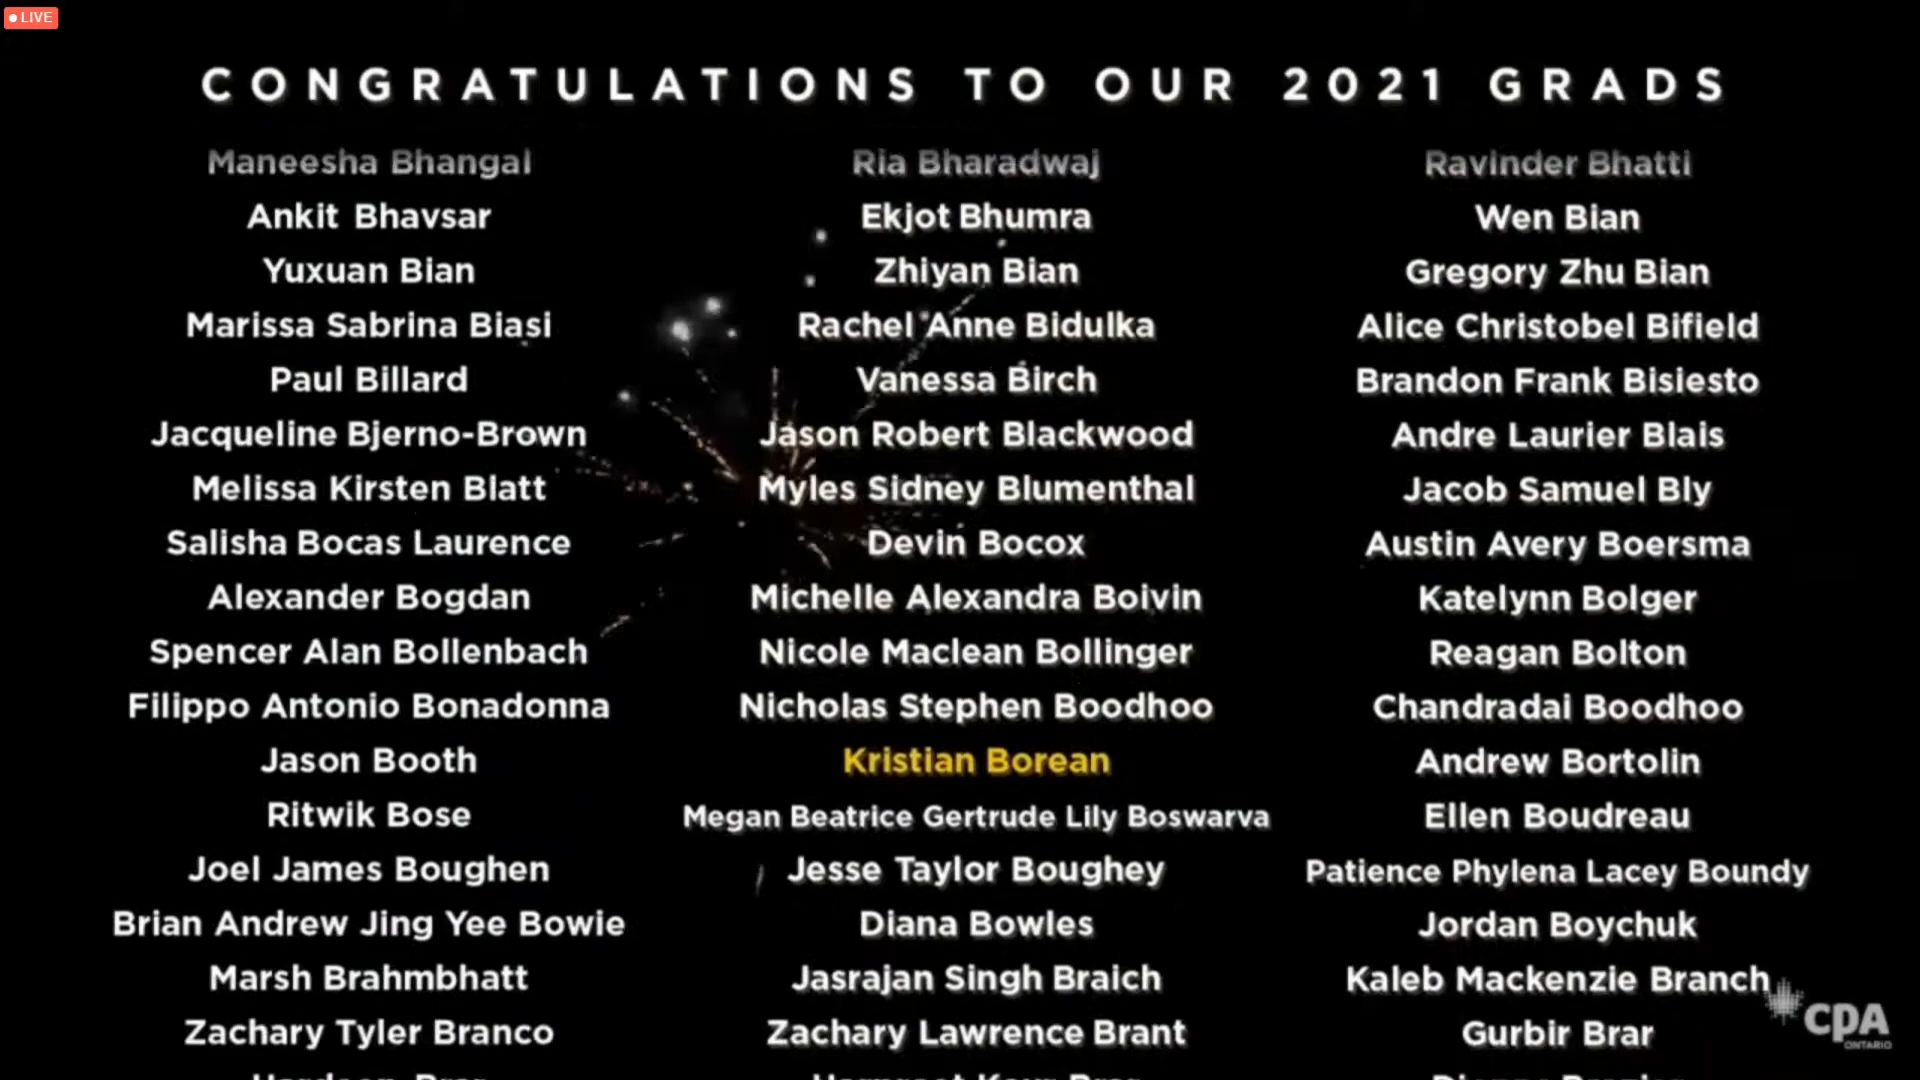 LIVE
CONGRATULATIONS TO OUR 2021 GRADS
Maneesha Bhangal Ria Bharadwaj Ravinder Bhatti
Ankit Bhavsar Ekjot Bhumra Wen Bian
Yuxuan Bian Zhiyan Bian Gregory Zhu Bian
Marissa Sabrina Biasi Rachel Anne Bidulka Alice Christobel Bifield
Paul Billard Vanessa Birch Brandon Frank Bisiesto
Jacqueline Bjerno-Brown Jason Robert Blackwood Andre Laurier Blais
Melissa Kirsten Blatt Myles Sidney Blumenthal Jacob Samuel Bly
Salisha Bocas Laurence Devin Bocox Austin Avery Boersma
Alexander Bogdan Michelle Alexandra Boivin Katelynn Bolger
Spencer Alan Bollenbach Nicole Maclean Bollinger Reagan Bolton
Filippo Antonio Bonadonna Nicholas Stephen Boodhoo Chandradai Boodhoo
Jason Booth Kristian Borean Andrew Bortolin
Ritwik Bose Megan Beatrice Gertrude Lily Boswarva Ellen Boudreau
Joel James Boughen Jesse Taylor Boughey Patience Phylena Lacey Boundy
Brian Andrew Jing Yee Bowie Diana Bowles Jordan Boychuk
Marsh Brahmbhatt Jasrajan Singh Braich Kaleb Mackenzie Branch
Zachary Tyler Branco Zachary Lawrence Brant Gurbir Brar
CPA
ONTARIO